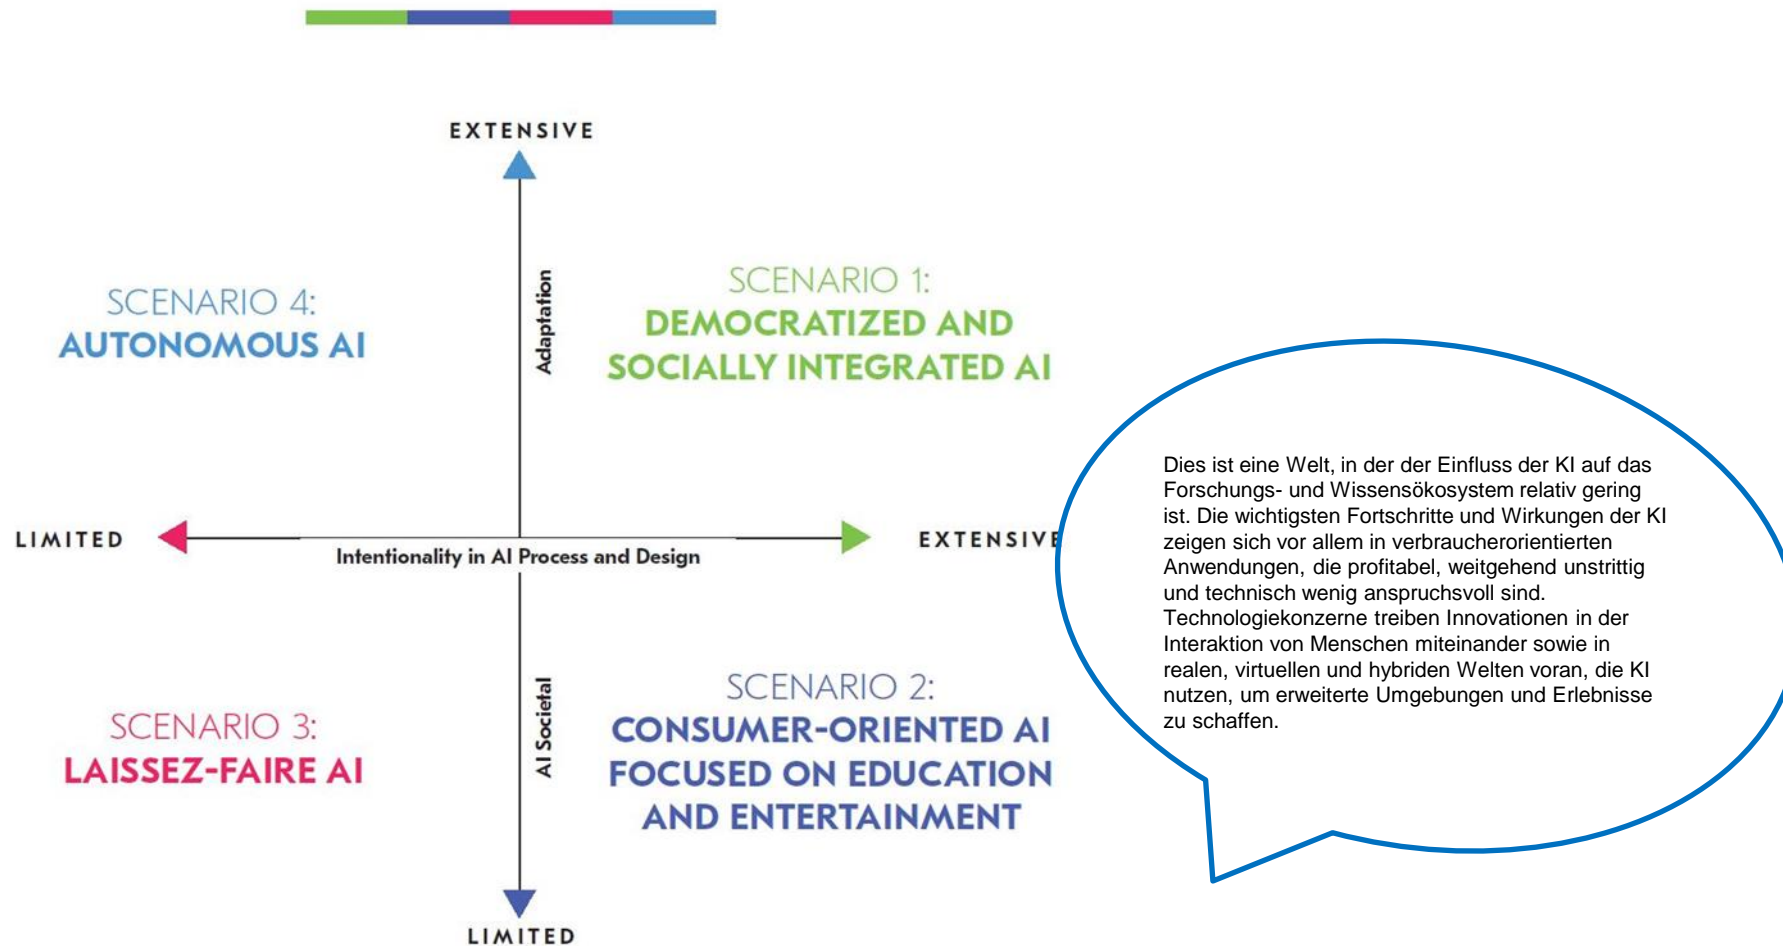 EXTENSIVE
Adaptation
SCENARIO 4:
AUTONOMOUS AI
SCENARIO 1:
DEMOCRATIZED AND
SOCIALLY INTEGRATED AI
LIMITED
Intentionality in AI Process and Design
EXTENSIVE
AI Societal
SCENARIO 3:
LAISSEZ-FAIRE AI
SCENARIO 2:
CONSUMER-ORIENTED AI
FOCUSED ON EDUCATION
AND ENTERTAINMENT
LIMITED
Dies ist eine Welt, in der der Einfluss der KI auf das
Forschungs- und Wissensökosystem relativ gering
ist. Die wichtigsten Fortschritte und Wirkungen der KI
zeigen sich vor allem in verbraucherorientierten
Anwendungen, die profitabel, weitgehend unstrittig
und technisch wenig anspruchsvoll sind.
Technologiekonzerne treiben Innovationen in der
Interaktion von Menschen miteinander sowie in
realen, virtuellen und hybriden Welten voran, die KI
nutzen, um erweiterte Umgebungen und Erlebnisse
zu schaffen.